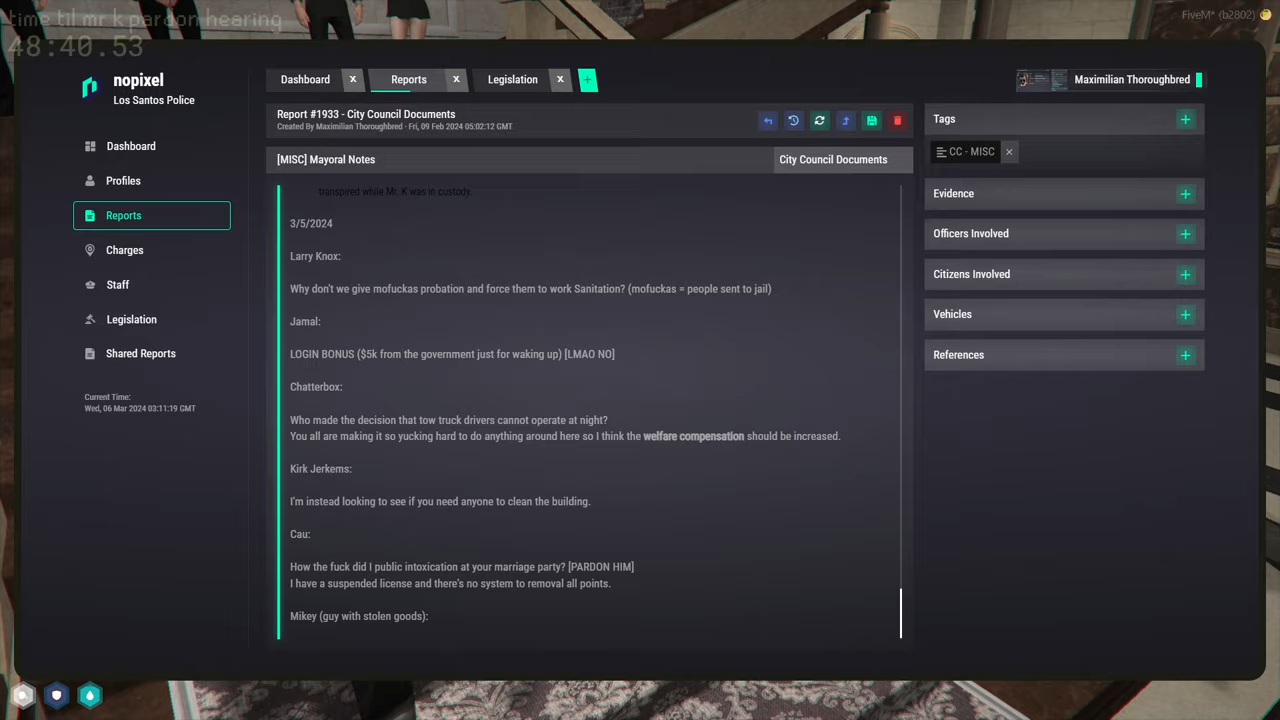 time til mr k pardon hearing
48:40.53
FiveM* (b2802)
nopixel
Los Santos Police
Dashboard x
Reports x
Legislation x
+
Maximilian Thoroughbred
Dashboard
Profiles
Reports
Charges
Staff
Legislation
Shared Reports
Current Time:
Wed, 06 Mar 2024 03:11:19 GMT
Report #1933 - City Council Documents
Created By Maximilian Thoroughbred · Fri, 09 Feb 2024 05:02:12 GMT
[MISC] Mayoral Notes
City Council Documents
transpired while Mr. K was in custody.
3/5/2024
Larry Knox:
Why don't we give mofuckas probation and force them to work Sanitation? (mofuckas = people sent to jail)
Jamal:
LOGIN BONUS ($5k from the government just for waking up) [LMAO NO]
Chatterbox:
Who made the decision that tow truck drivers cannot operate at night?
You all are making it so yucking hard to do anything around here so I think the welfare compensation should be increased.
Kirk Jerkems:
I'm instead looking to see if you need anyone to clean the building.
Cau:
How the fuck did I public intoxication at your marriage party? [PARDON HIM]
I have a suspended license and there's no system to removal all points.
Mikey (guy with stolen goods):
Tags +
CC - MISC x
Evidence +
Officers Involved +
Citizens Involved +
Vehicles +
References +